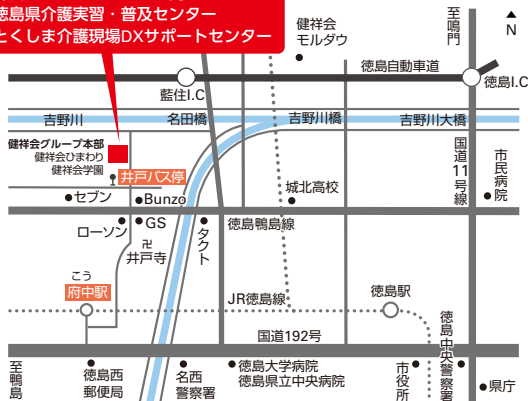 徳島県介護実習・普及センター
とくしま介護現場DXサポートセンター
健祥会
モルダウ
至鳴門
N
徳島自動車道
藍住I.C
徳島I.C
吉野川
名田橋
吉野川橋
吉野川大橋
健祥会グループ本部
健祥会ひまわり
健祥会学園
井戸バス停
国道11号線
市民病院
セブン
Bunzo
城北高校
ローソン
GS
タクト
徳島鴨島線
卍
井戸寺
こう
府中駅
JR徳島線
徳島駅
国道192号
徳島中央警察署
至鴨島
徳島西
郵便局
名西
警察署
徳島大学病院
徳島県立中央病院
市役所
県庁